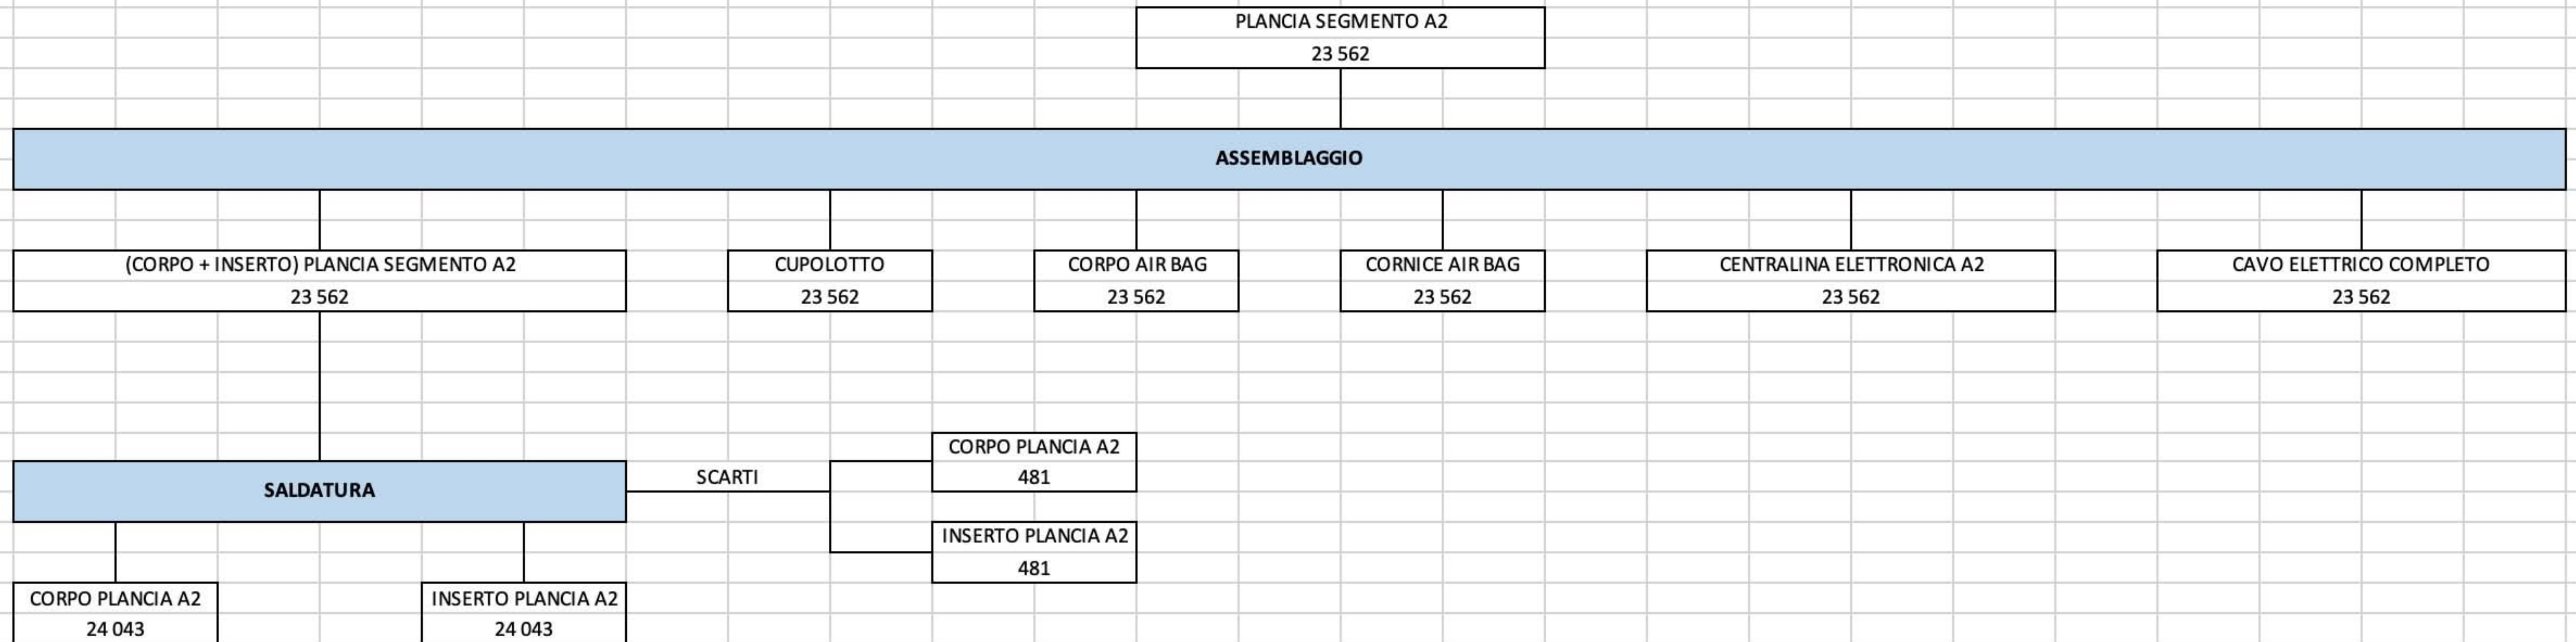 PLANCIA SEGMENTO A2
23 562
ASSEMBLAGGIO
(CORPO + INSERTO) PLANCIA SEGMENTO A2
23 562
CUPOLOTTO
23 562
CORPO AIR BAG
23 562
CORNICE AIR BAG
23 562
CENTRALINA ELETTRONICA A2
23 562
CAVO ELETTRICO COMPLETO
23 562
SALDATURA
SCARTI
CORPO PLANCIA A2
481
INSERTO PLANCIA A2
481
CORPO PLANCIA A2
24 043
INSERTO PLANCIA A2
24 043